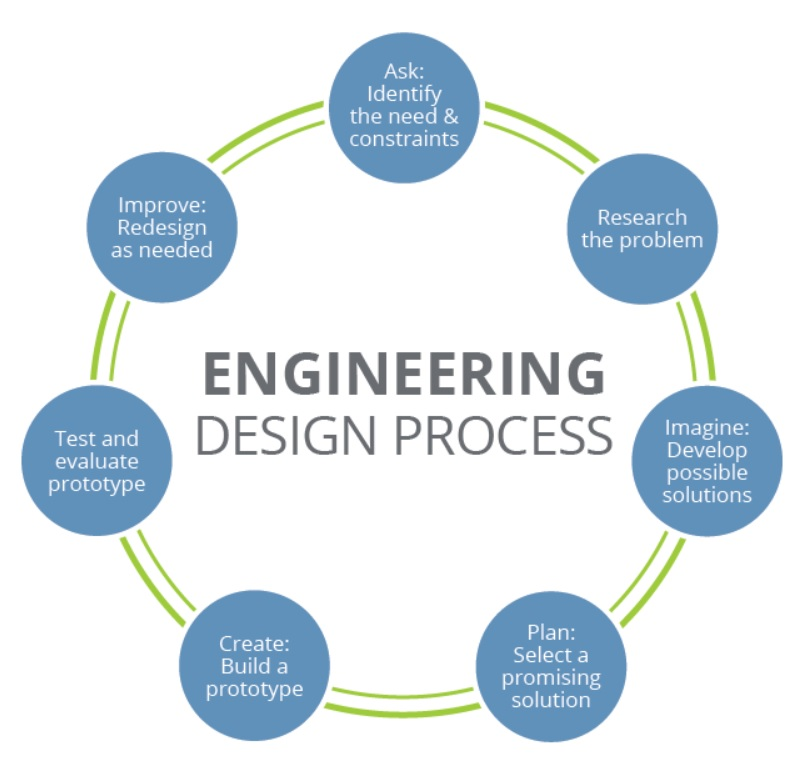 Ask:
Identify
the need &
constraints
Research
the problem
Imagine:
Develop
possible
solutions
Plan:
Select a
promising
solution
Create:
Build a
prototype
Test and
evaluate
prototype
Improve:
Redesign
as needed
ENGINEERING
DESIGN PROCESS